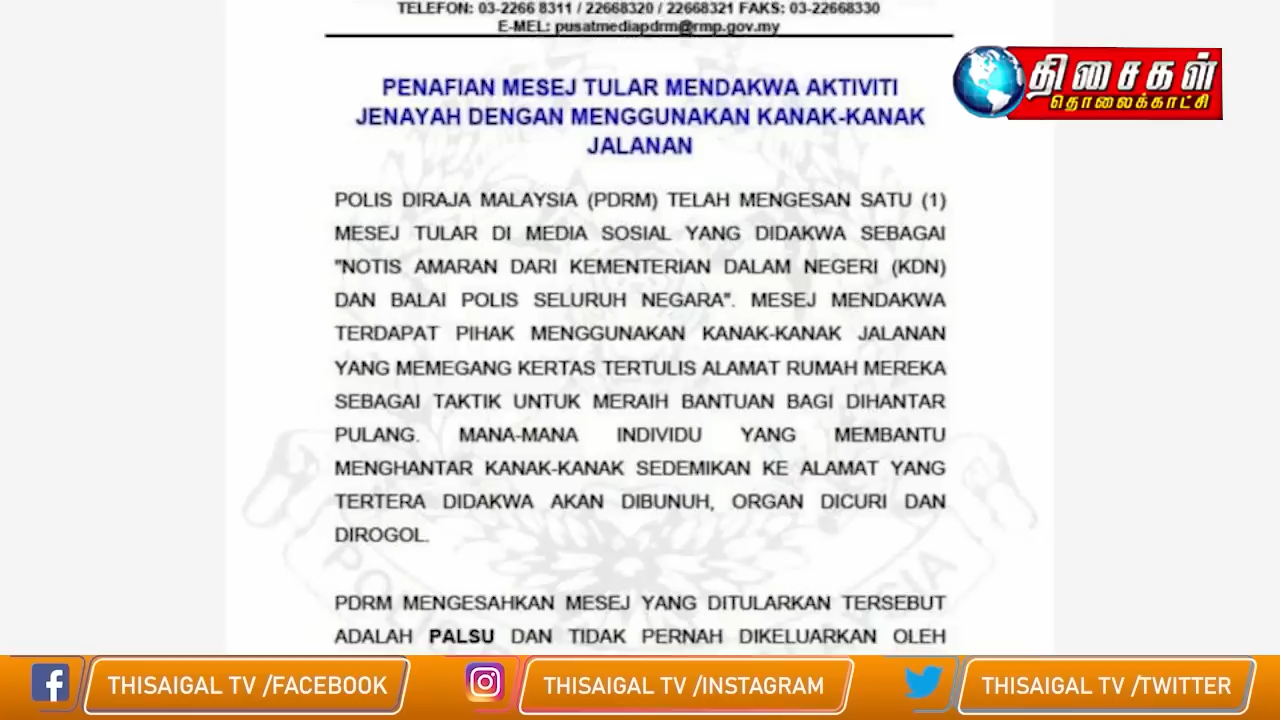 TELEFON: 03-2266 8311 / 22668320 / 22668321 FAKS: 03-22668330
E-MEL: pusatmediapdrm@rmp.gov.my
திசைகள்
தொலைக்காட்சி
PENAFIAN MESEJ TULAR MENDAKWA AKTIVITI
JENAYAH DENGAN MENGGUNAKAN KANAK-KANAK
JALANAN
POLIS DIRAJA MALAYSIA (PDRM) TELAH MENGESAN SATU (1)
MESEJ TULAR DI MEDIA SOSIAL YANG DIDAKWA SEBAGAI
"NOTIS AMARAN DARI KEMENTERIAN DALAM NEGERI (KDN)
DAN BALAI POLIS SELURUH NEGARA". MESEJ MENDAKWA
TERDAPAT PIHAK MENGGUNAKAN KANAK-KANAK JALANAN
YANG MEMEGANG KERTAS TERTULIS ALAMAT RUMAH MEREKA
SEBAGAI TAKTIK UNTUK MERAIH BANTUAN BAGI DIHANTAR
PULANG. MANA-MANA INDIVIDU YANG MEMBANTU
MENGHANTAR KANAK-KANAK SEDEMIKAN KE ALAMAT YANG
TERTERA DIDAKWA AKAN DIBUNUH, ORGAN DICURI DAN
DIROGOL.
PDRM MENGESAHKAN MESEJ YANG DITULARKAN TERSEBUT
ADALAH PALSU DAN TIDAK PERNAH DIKELUARKAN OLEH
THISAIGAL TV /FACEBOOK
THISAIGAL TV /INSTAGRAM
THISAIGAL TV /TWITTER